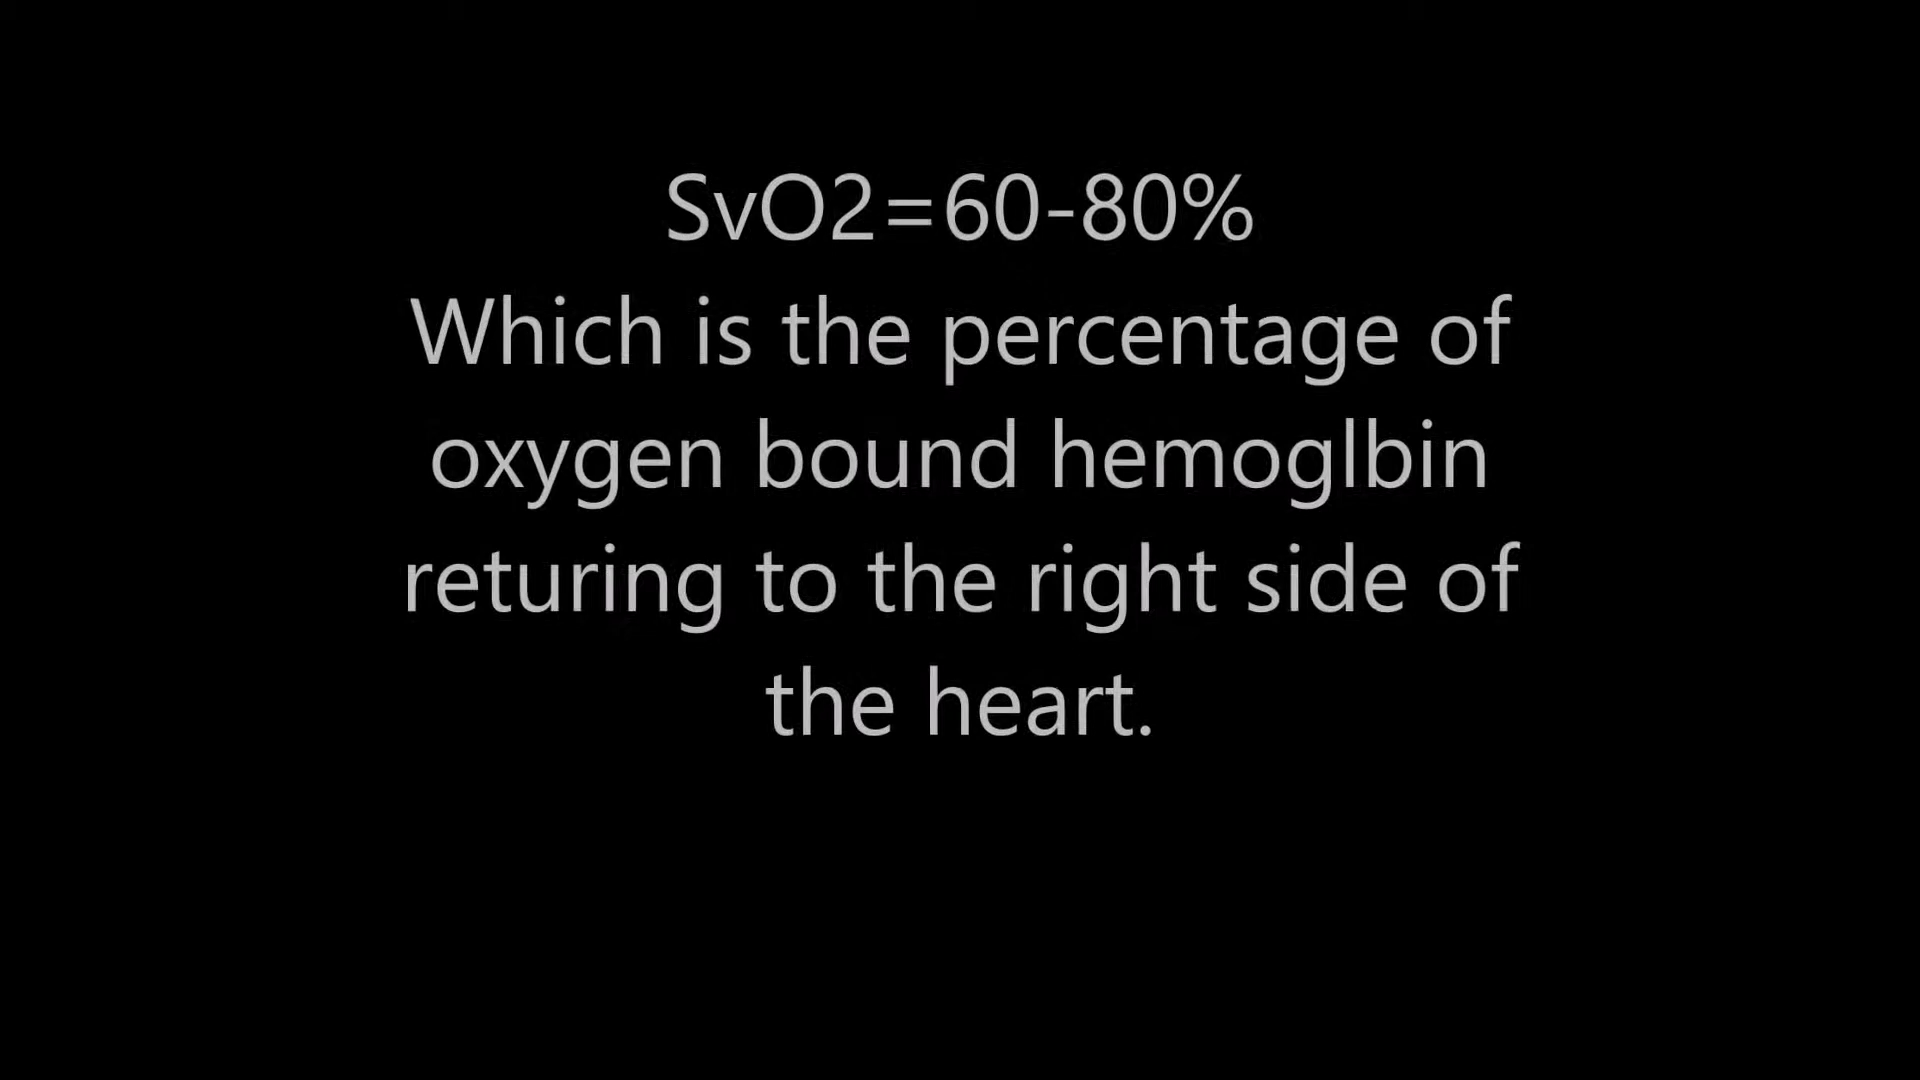 SvO2=60-80%
Which is the percentage of
oxygen bound hemoglbin
returing to the right side of
the heart.